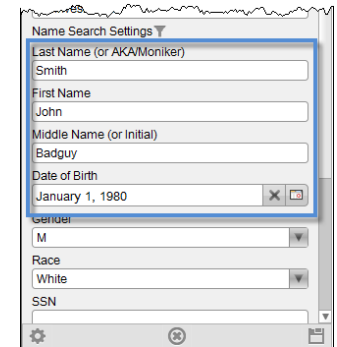 Name Search Settings
Last Name (or AKA/Moniker)
Smith
First Name
John
Middle Name (or Initial)
Badguy
Date of Birth
January 1, 1980
Gender
M
Race
White
SSN